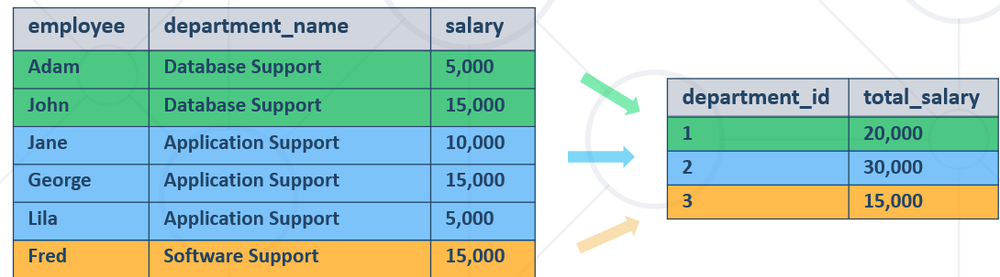 employee department_name salary
Adam Database Support 5,000
John Database Support 15,000
Jane Application Support 10,000
George Application Support 15,000
Lila Application Support 5,000
Fred Software Support 15,000
department_id total_salary
1 20,000
2 30,000
3 15,000